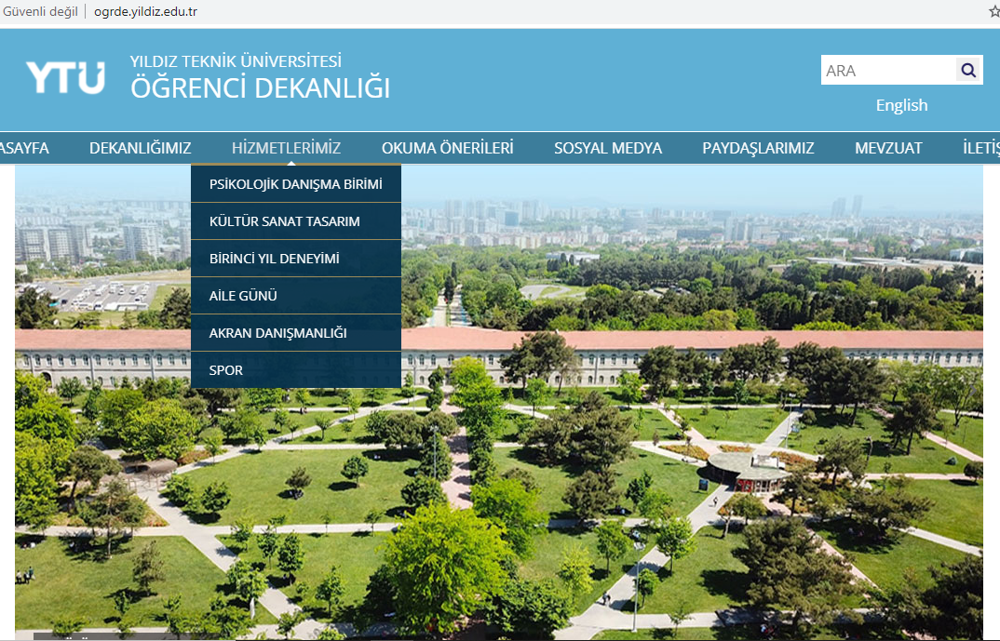 Güvenli değil
ogrde.yildiz.edu.tr
YTÜ
YILDIZ TEKNİK ÜNİVERSİTESİ
ÖĞRENCİ DEKANLIĞI
ARA
English
ASAYFA
DEKANLIĞIMIZ
HİZMETLERİMİZ
OKUMA ÖNERİLERİ
SOSYAL MEDYA
PAYDAŞLARIMIZ
MEVZUAT
İLETİŞ
PSİKOLOJİK DANIŞMA BİRİMİ
KÜLTÜR SANAT TASARIM
BİRİNCİ YIL DENEYİMİ
AİLE GÜNÜ
AKRAN DANIŞMANLIĞI
SPOR